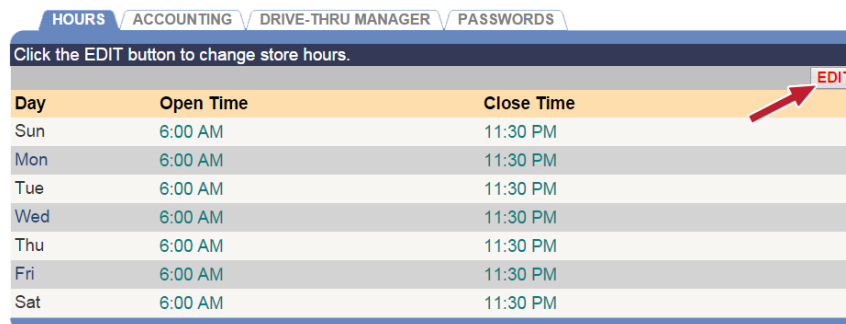 HOURS ACCOUNTING DRIVE-THRU MANAGER PASSWORDS
Click the EDIT button to change store hours.
EDIT
Day Open Time Close Time
Sun 6:00 AM 11:30 PM
Mon 6:00 AM 11:30 PM
Tue 6:00 AM 11:30 PM
Wed 6:00 AM 11:30 PM
Thu 6:00 AM 11:30 PM
Fri 6:00 AM 11:30 PM
Sat 6:00 AM 11:30 PM